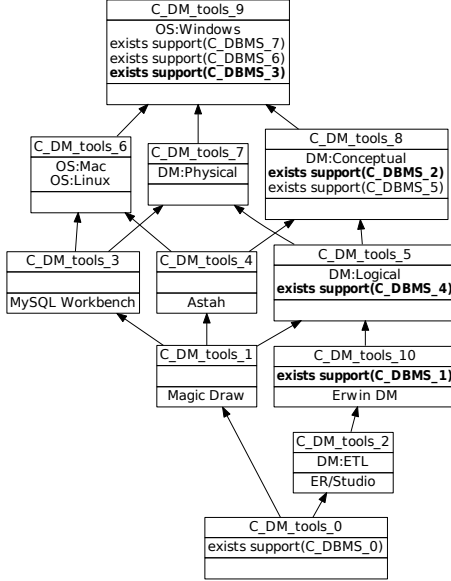 C_DM_tools_9
OS:Windows
exists support(C_DBMS_7)
exists support(C_DBMS_6)
exists support(C_DBMS_3)
C_DM_tools_6
OS:Mac
OS:Linux
C_DM_tools_7
DM:Physical
C_DM_tools_8
DM:Conceptual
exists support(C_DBMS_2)
exists support(C_DBMS_5)
C_DM_tools_3
MySQL Workbench
C_DM_tools_4
Astah
C_DM_tools_5
DM:Logical
exists support(C_DBMS_4)
C_DM_tools_1
Magic Draw
C_DM_tools_10
exists support(C_DBMS_1)
Erwin DM
C_DM_tools_2
DM:ETL
ER/Studio
C_DM_tools_0
exists support(C_DBMS_0)